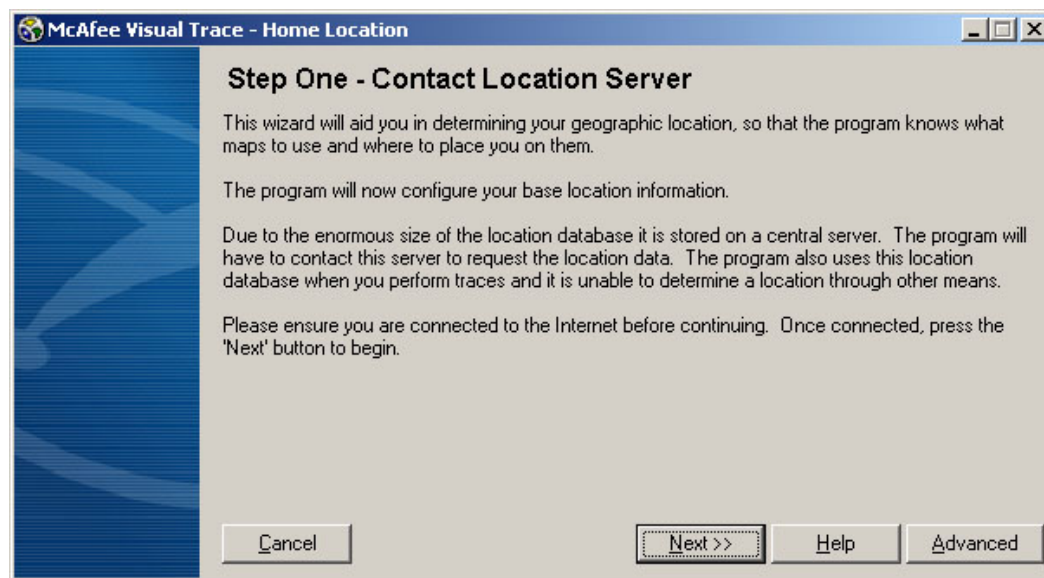 McAfee Visual Trace - Home Location
Step One - Contact Location Server
This wizard will aid you in determining your geographic location, so that the program knows what
maps to use and where to place you on them.
The program will now configure your base location information.
Due to the enormous size of the location database it is stored on a central server.  The program will
have to contact this server to request the location data.  The program also uses this location
database when you perform traces and it is unable to determine a location through other means.
Please ensure you are connected to the Internet before continuing.  Once connected, press the
'Next' button to begin.
Cancel
Next >>
Help
Advanced